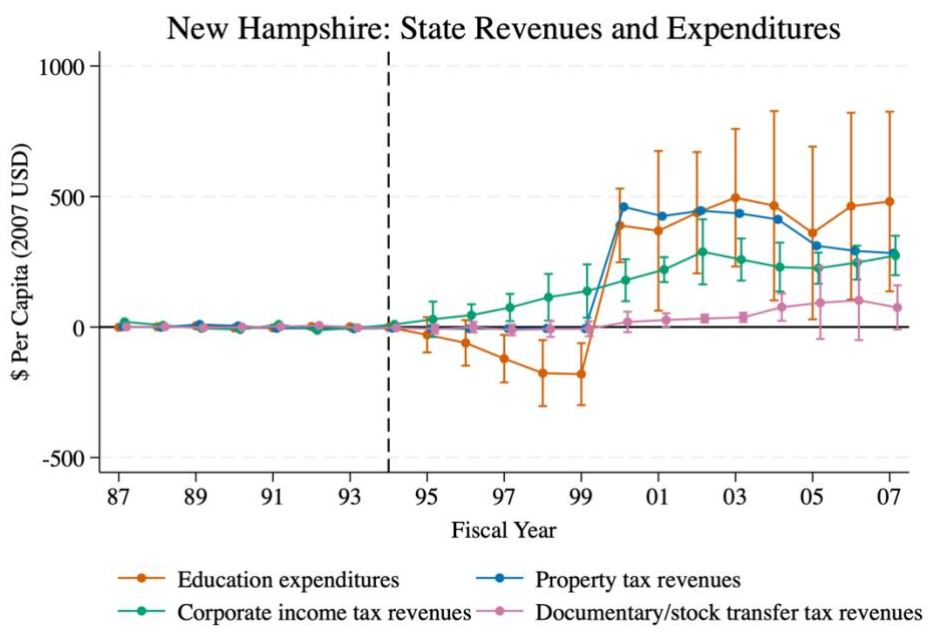 New Hampshire: State Revenues and Expenditures
$ Per Capita (2007 USD)
1000
500
0
-500
87 89 91 93 95 97 99 01 03 05 07
Fiscal Year
Education expenditures Property tax revenues
Corporate income tax revenues Documentary/stock transfer tax revenues